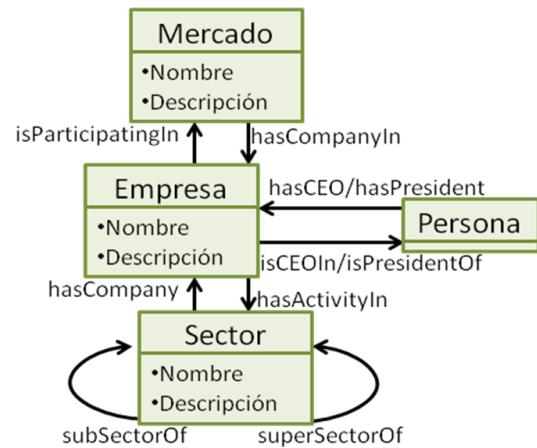 Mercado
•Nombre
•Descripción
isParticipatingIn
hasCompanyIn
Empresa
•Nombre
•Descripción
hasCEO/hasPresident
Persona
isCEOIn/isPresidentOf
hasCompany
hasActivityIn
Sector
•Nombre
•Descripción
subSectorOf
superSectorOf